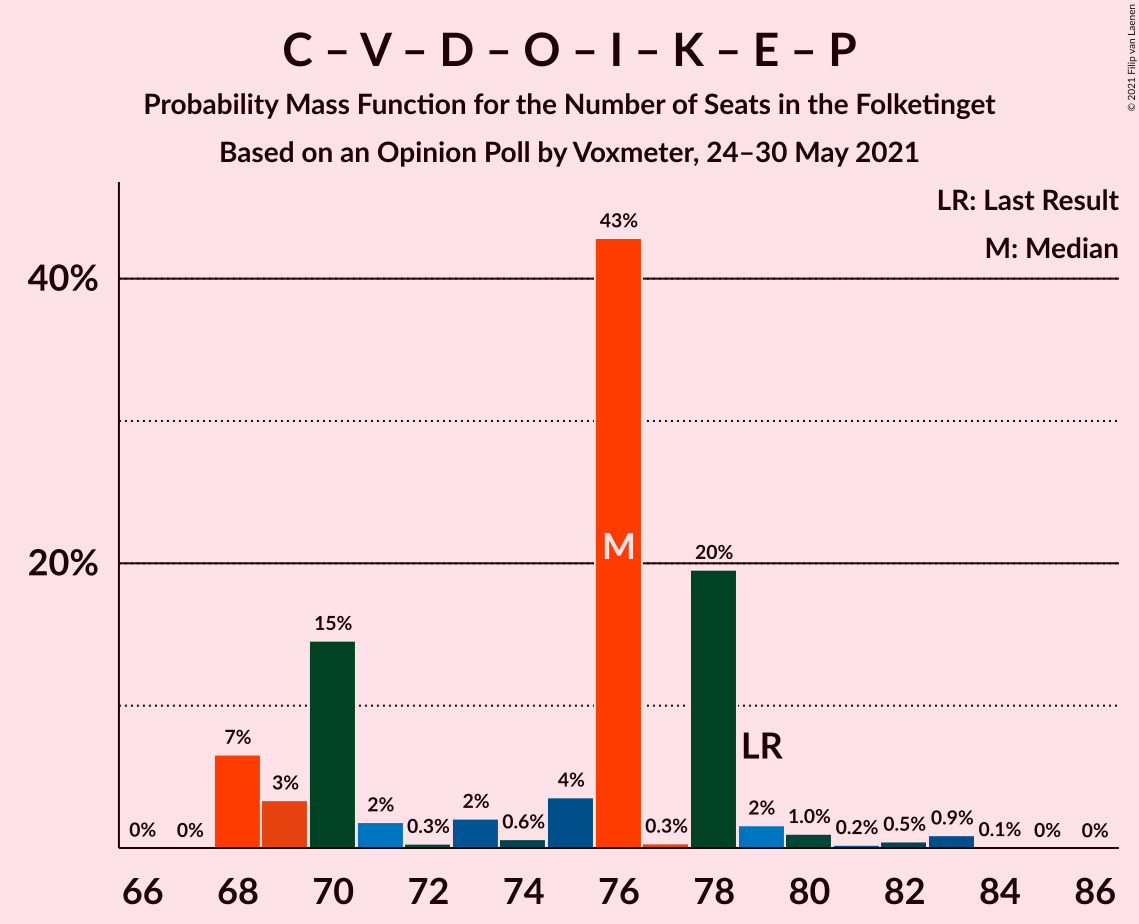 C – V – D – O – I – K – E – P
Probability Mass Function for the Number of Seats in the Folketinget
Based on an Opinion Poll by Voxmeter, 24–30 May 2021
© 2021 Filip van Laenen
LR: Last Result
M: Median
40%
20%
0%
0%
7%
3%
15%
2%
0.3%
2%
0.6%
4%
43%
M
0.3%
20%
LR
2%
1.0%
0.2%
0.5%
0.9%
0.1%
0%
0%
66 68 70 72 74 76 78 80 82 84 86